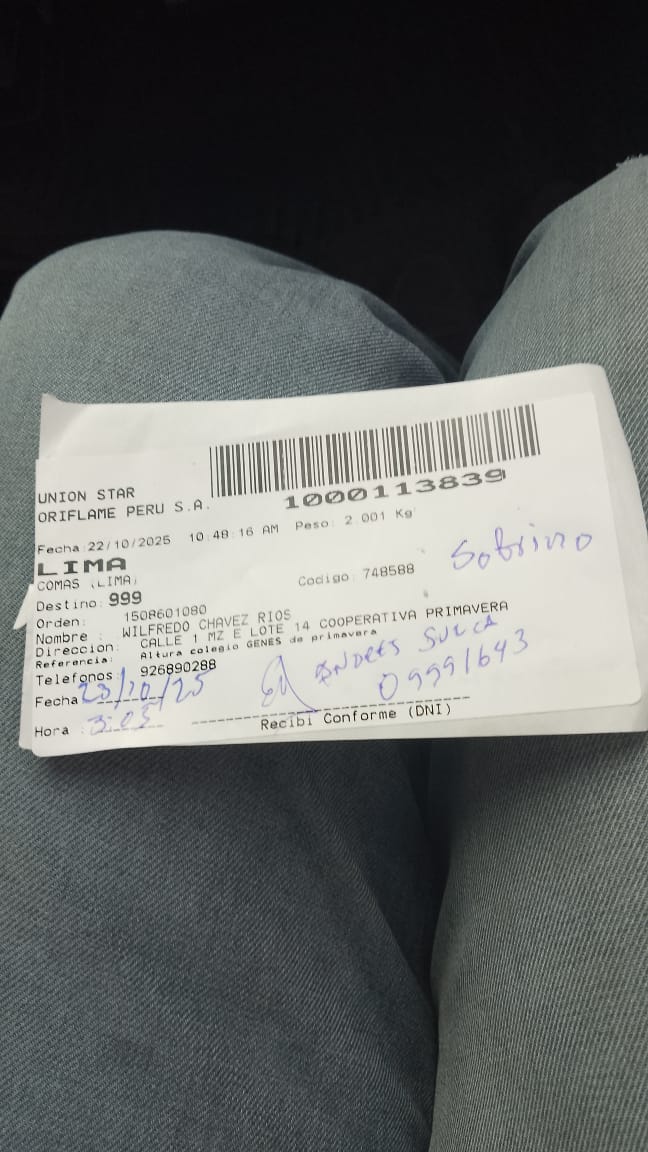 1000113839
UNION STAR
ORIFLAME PERU S.A.
Fecha:22/10/2025 10:48:16 AM Peso: 2.001 Kg
LIMA
COMAS (LIMA)
Destino: 999
Codigo: 748588
Sobrino
Orden: 1508601080
Nombre : WILFREDO CHAVEZ RIOS
Direccion: CALLE 1 MZ E LOTE 14 COOPERATIVA PRIMAVERA
Referencia: Altura colegio GENES de primavera
Telefonos: 926890288
ANDRES SULCA
09991643
Fecha 23/10/25
Hora : 3:05
Recibi Conforme (DNI)